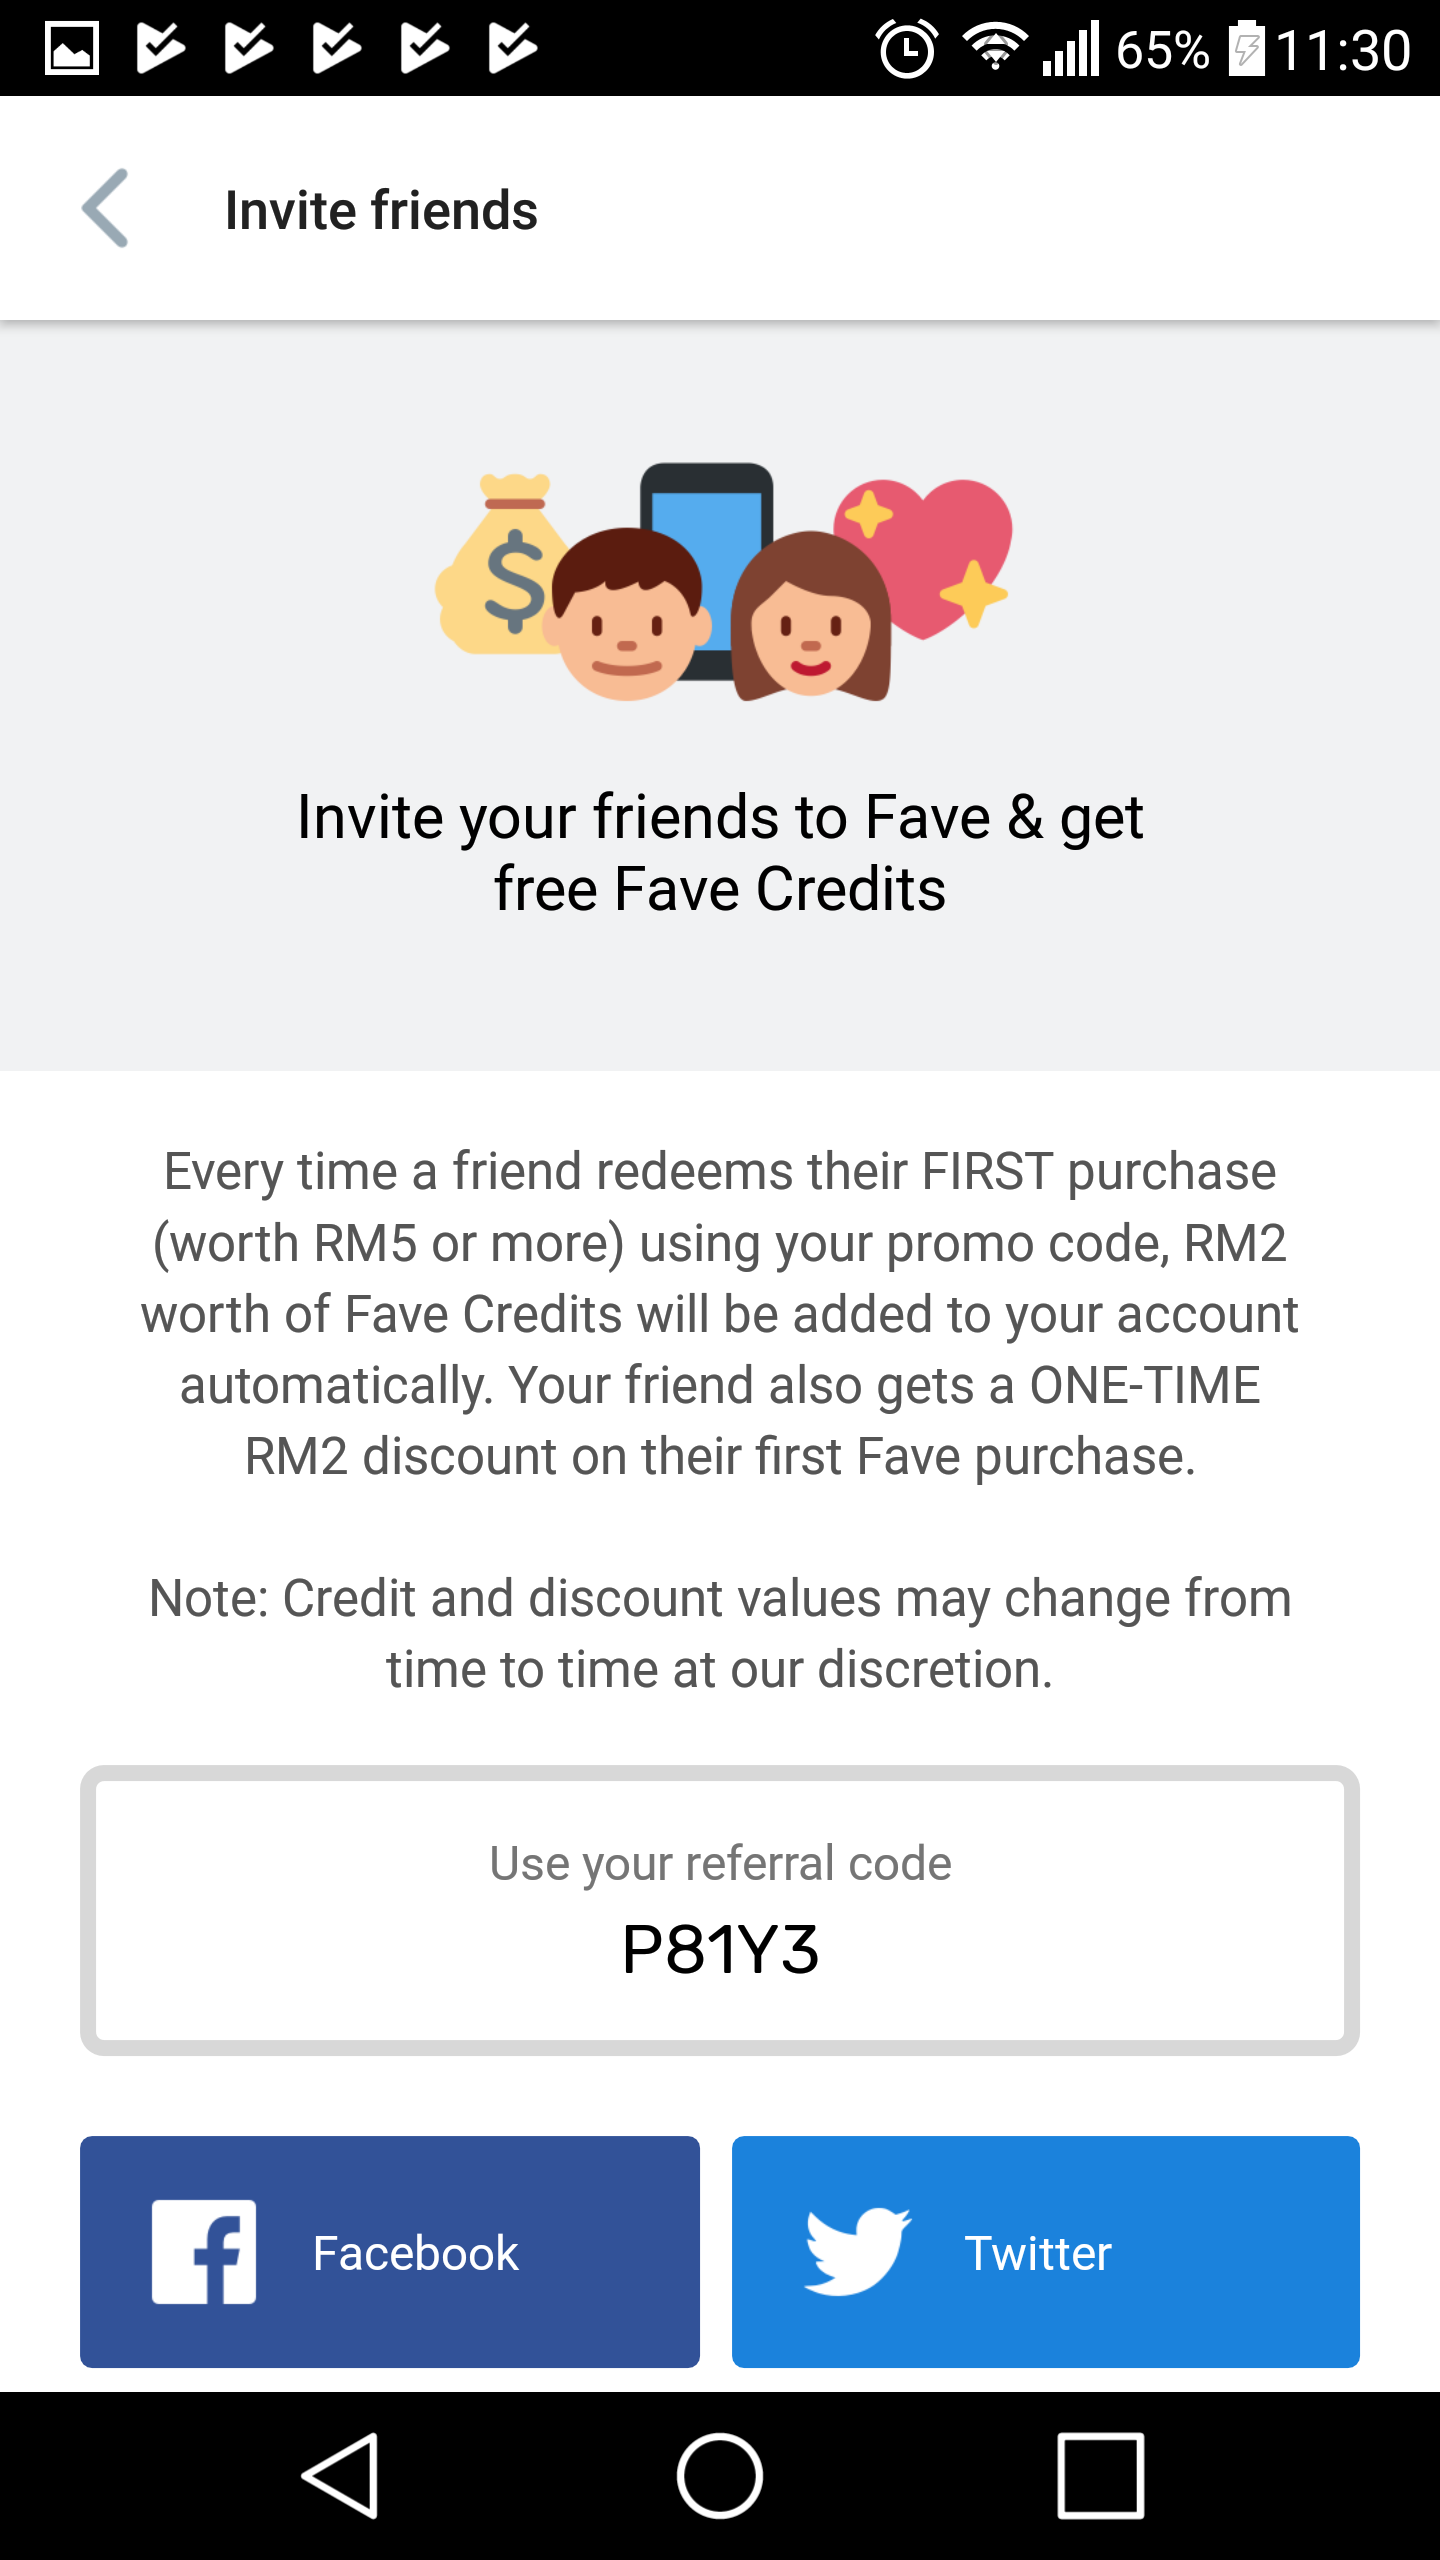 65% 11:30
Invite friends
$
Invite your friends to Fave & get
free Fave Credits
Every time a friend redeems their FIRST purchase
(worth RM5 or more) using your promo code, RM2
worth of Fave Credits will be added to your account
automatically. Your friend also gets a ONE-TIME
RM2 discount on their first Fave purchase.
Note: Credit and discount values may change from
time to time at our discretion.
Use your referral code
P81Y3
Facebook
Twitter